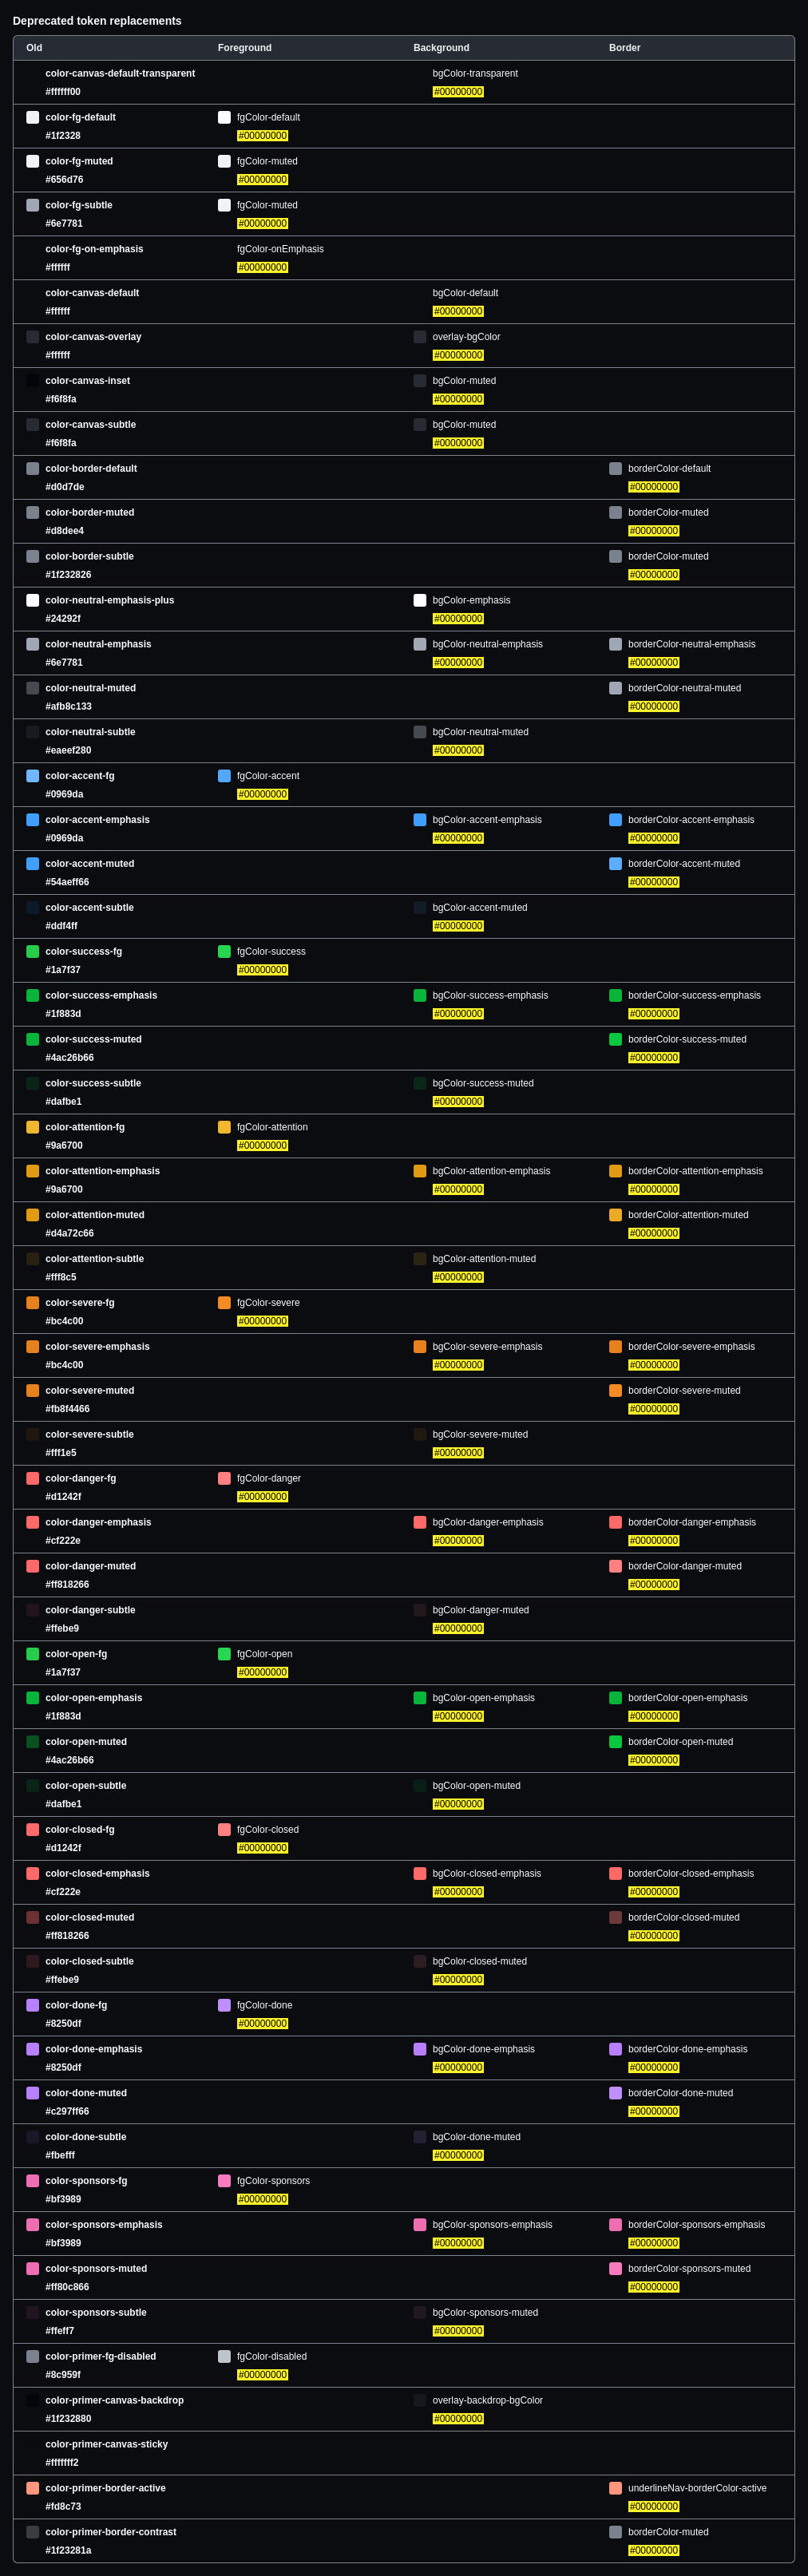 Deprecated token replacements
Old Foreground Background Border
color-canvas-default-transparent bgColor-transparent
#ffffff00 #00000000
color-fg-default fgColor-default
#1f2328 #00000000
color-fg-muted fgColor-muted
#656d76 #00000000
color-fg-subtle fgColor-muted
#6e7781 #00000000
color-fg-on-emphasis fgColor-onEmphasis
#ffffff #00000000
color-canvas-default bgColor-default
#ffffff #00000000
color-canvas-overlay overlay-bgColor
#ffffff #00000000
color-canvas-inset bgColor-muted
#f6f8fa #00000000
color-canvas-subtle bgColor-muted
#f6f8fa #00000000
color-border-default borderColor-default
#d0d7de #00000000
color-border-muted borderColor-muted
#d8dee4 #00000000
color-border-subtle borderColor-muted
#1f232826 #00000000
color-neutral-emphasis-plus bgColor-emphasis
#24292f #00000000
color-neutral-emphasis bgColor-neutral-emphasis borderColor-neutral-emphasis
#6e7781 #00000000 #00000000
color-neutral-muted borderColor-neutral-muted
#afb8c133 #00000000
color-neutral-subtle bgColor-neutral-muted
#eaeef280 #00000000
color-accent-fg fgColor-accent
#0969da #00000000
color-accent-emphasis bgColor-accent-emphasis borderColor-accent-emphasis
#0969da #00000000 #00000000
color-accent-muted borderColor-accent-muted
#54aeff66 #00000000
color-accent-subtle bgColor-accent-muted
#ddf4ff #00000000
color-success-fg fgColor-success
#1a7f37 #00000000
color-success-emphasis bgColor-success-emphasis borderColor-success-emphasis
#1f883d #00000000 #00000000
color-success-muted borderColor-success-muted
#4ac26b66 #00000000
color-success-subtle bgColor-success-muted
#dafbe1 #00000000
color-attention-fg fgColor-attention
#9a6700 #00000000
color-attention-emphasis bgColor-attention-emphasis borderColor-attention-emphasis
#9a6700 #00000000 #00000000
color-attention-muted borderColor-attention-muted
#d4a72c66 #00000000
color-attention-subtle bgColor-attention-muted
#fff8c5 #00000000
color-severe-fg fgColor-severe
#bc4c00 #00000000
color-severe-emphasis bgColor-severe-emphasis borderColor-severe-emphasis
#bc4c00 #00000000 #00000000
color-severe-muted borderColor-severe-muted
#fb8f4466 #00000000
color-severe-subtle bgColor-severe-muted
#fff1e5 #00000000
color-danger-fg fgColor-danger
#d1242f #00000000
color-danger-emphasis bgColor-danger-emphasis borderColor-danger-emphasis
#cf222e #00000000 #00000000
color-danger-muted borderColor-danger-muted
#ff818266 #00000000
color-danger-subtle bgColor-danger-muted
#ffebe9 #00000000
color-open-fg fgColor-open
#1a7f37 #00000000
color-open-emphasis bgColor-open-emphasis borderColor-open-emphasis
#1f883d #00000000 #00000000
color-open-muted borderColor-open-muted
#4ac26b66 #00000000
color-open-subtle bgColor-open-muted
#dafbe1 #00000000
color-closed-fg fgColor-closed
#d1242f #00000000
color-closed-emphasis bgColor-closed-emphasis borderColor-closed-emphasis
#cf222e #00000000 #00000000
color-closed-muted borderColor-closed-muted
#ff818266 #00000000
color-closed-subtle bgColor-closed-muted
#ffebe9 #00000000
color-done-fg fgColor-done
#8250df #00000000
color-done-emphasis bgColor-done-emphasis borderColor-done-emphasis
#8250df #00000000 #00000000
color-done-muted borderColor-done-muted
#c297ff66 #00000000
color-done-subtle bgColor-done-muted
#fbefff #00000000
color-sponsors-fg fgColor-sponsors
#bf3989 #00000000
color-sponsors-emphasis bgColor-sponsors-emphasis borderColor-sponsors-emphasis
#bf3989 #00000000 #00000000
color-sponsors-muted borderColor-sponsors-muted
#ff80c866 #00000000
color-sponsors-subtle bgColor-sponsors-muted
#ffeff7 #00000000
color-primer-fg-disabled fgColor-disabled
#8c959f #00000000
color-primer-canvas-backdrop overlay-backdrop-bgColor
#1f232880 #00000000
color-primer-canvas-sticky
#fffffff2
color-primer-border-active underlineNav-borderColor-active
#fd8c73 #00000000
color-primer-border-contrast borderColor-muted
#1f23281a #00000000